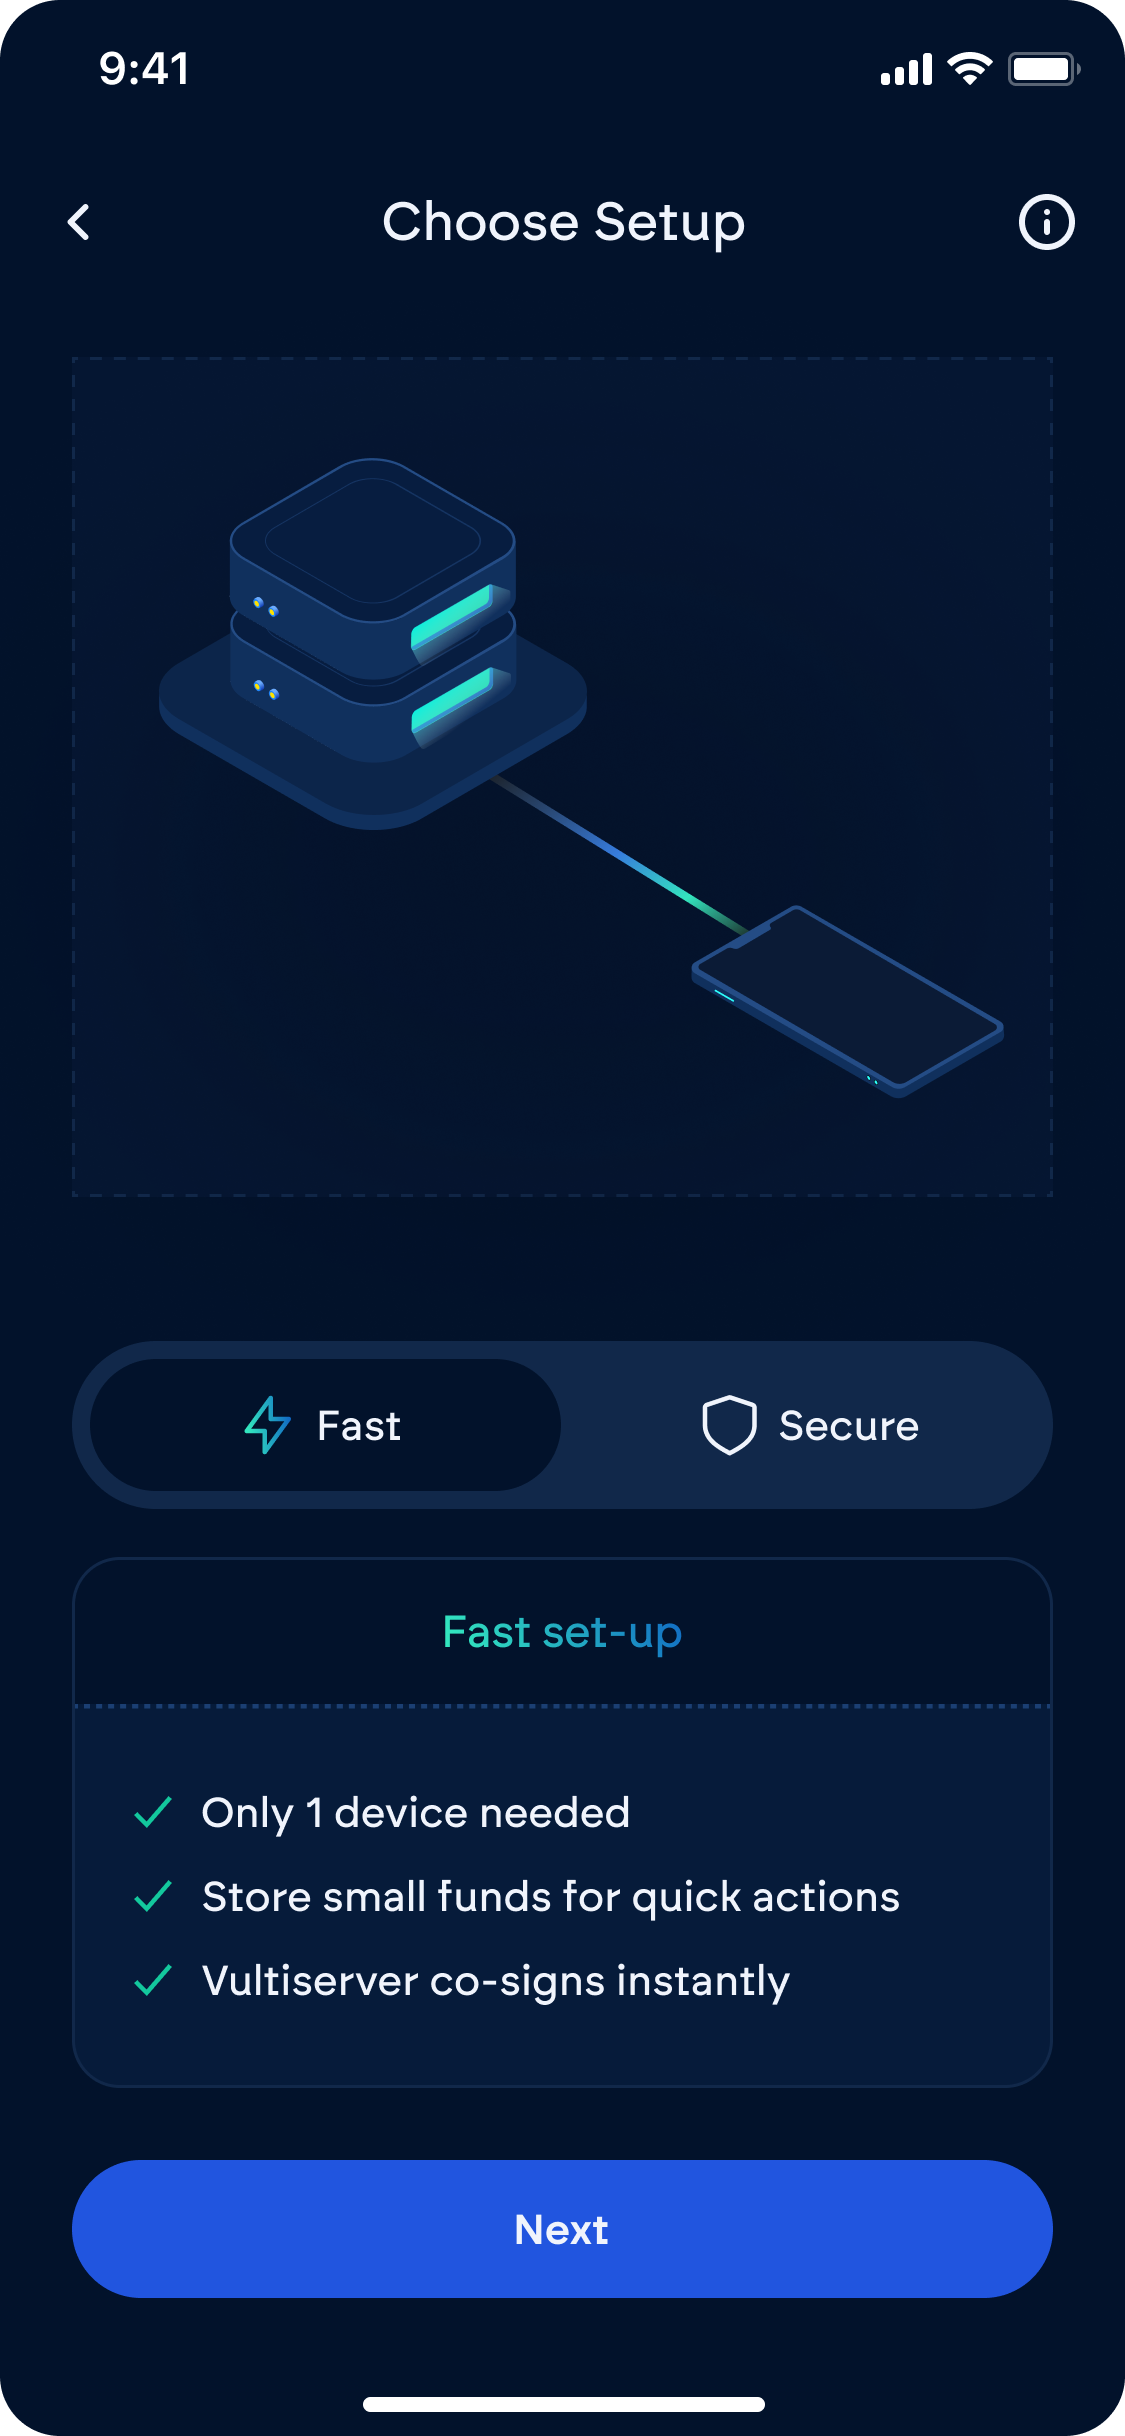 9:41
Choose Setup
Fast
Secure
Fast set-up
Only 1 device needed
Store small funds for quick actions
Vultiserver co-signs instantly
Next